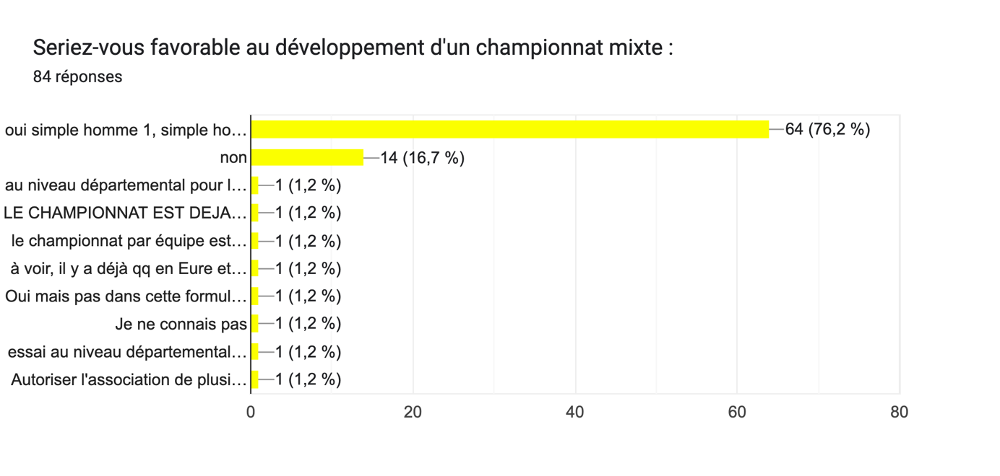 Seriez-vous favorable au développement d'un championnat mixte :
84 réponses
oui simple homme 1, simple ho… 64 (76,2 %)
non 14 (16,7 %)
au niveau départemental pour l… 1 (1,2 %)
LE CHAMPIONNAT EST DEJA… 1 (1,2 %)
le championnat par équipe est… 1 (1,2 %)
à voir, il y a déjà qq en Eure et… 1 (1,2 %)
Oui mais pas dans cette formul… 1 (1,2 %)
Je ne connais pas 1 (1,2 %)
essai au niveau départemental… 1 (1,2 %)
Autoriser l'association de plusi… 1 (1,2 %)
0 20 40 60 80